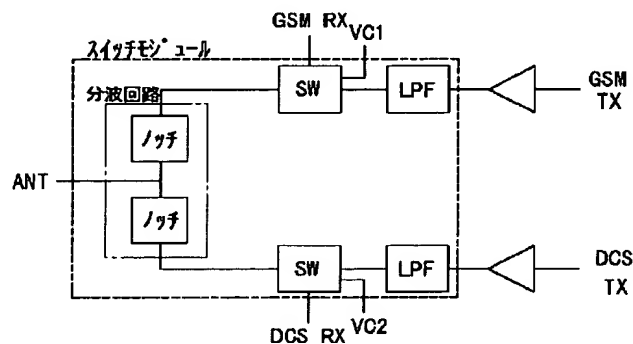 GSM RX
VC1
スイッチモジュール
分波回路
SW
LPF
GSM
TX
ノッチ
ANT
ノッチ
SW
LPF
DCS
TX
VC2
DCS RX